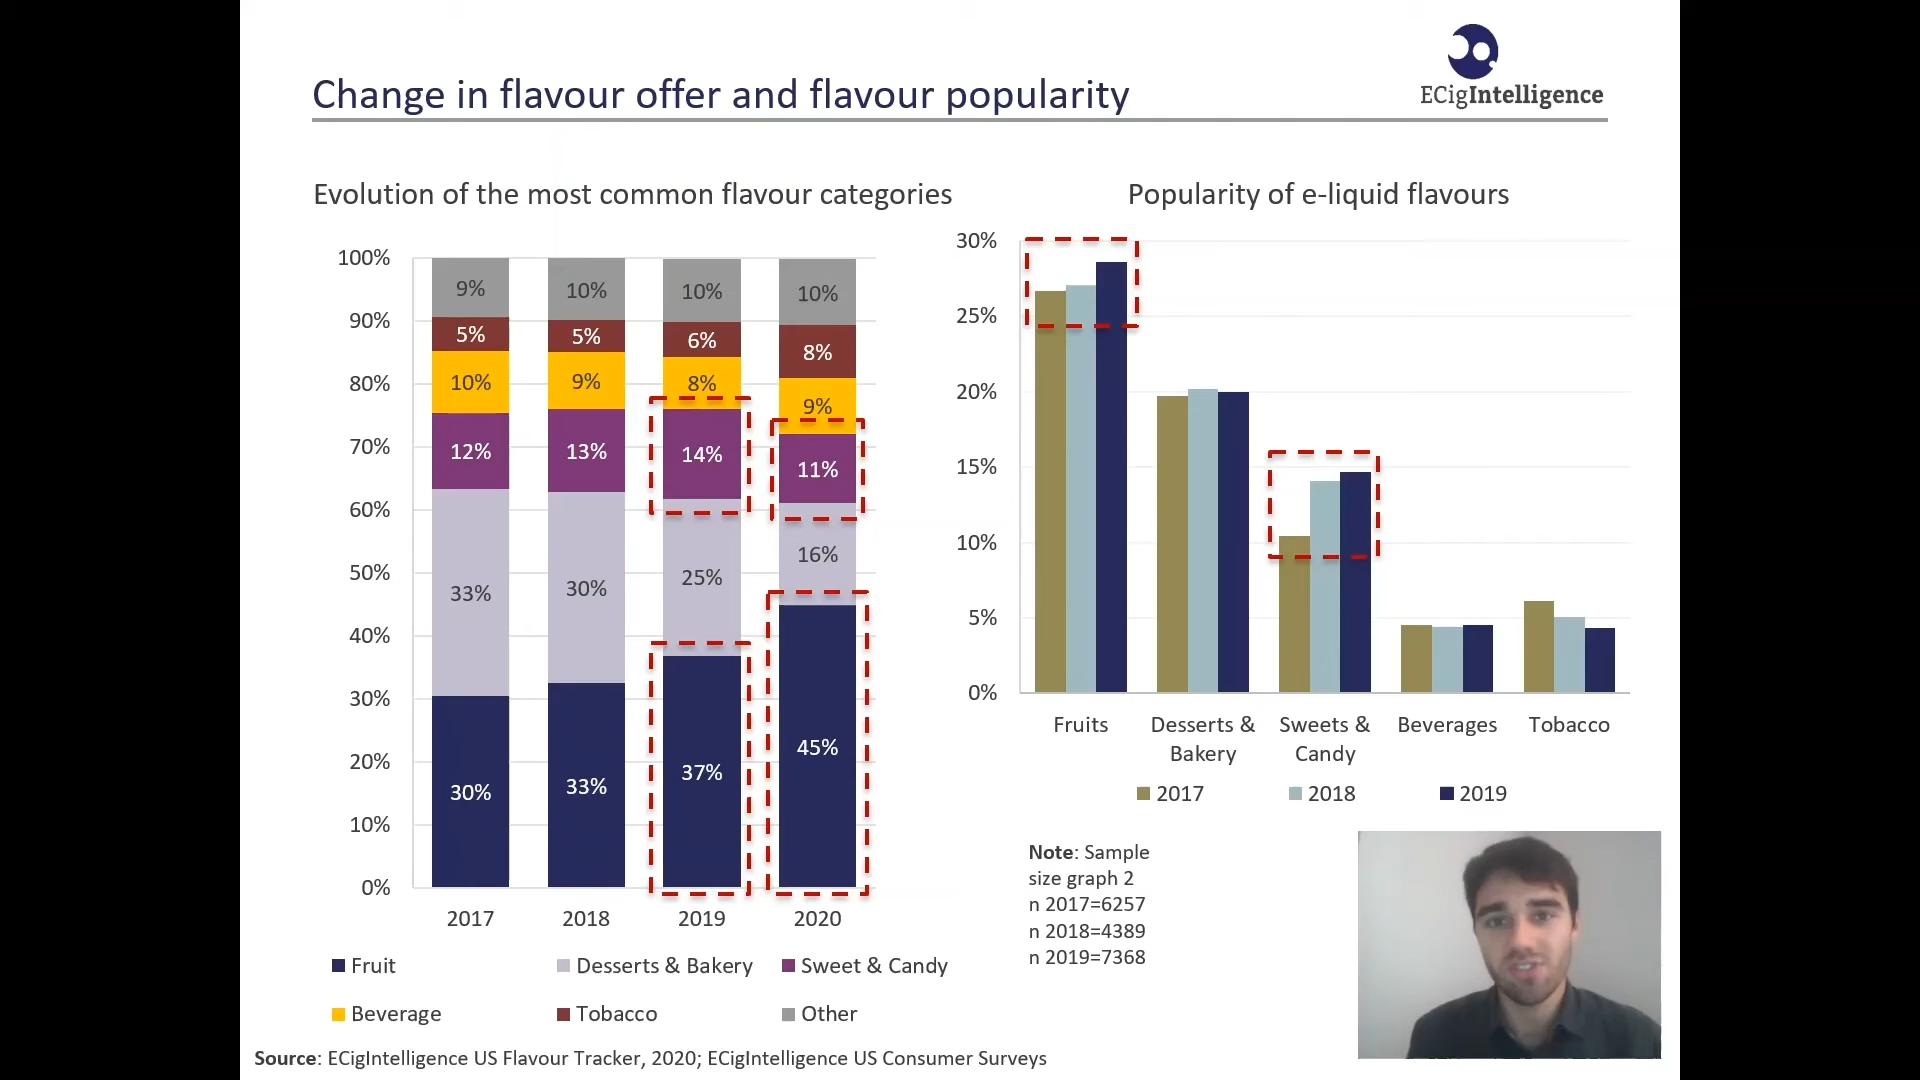 Change in flavour offer and flavour popularity
ECigIntelligence
Evolution of the most common flavour categories
100%
90%
80%
70%
60%
50%
40%
30%
20%
10%
0%
9%
5%
10%
12%
33%
30%
10%
5%
9%
13%
30%
33%
10%
6%
8%
14%
25%
37%
10%
8%
9%
11%
16%
45%
2017
2018
2019
2020
Fruit
Desserts & Bakery
Sweet & Candy
Beverage
Tobacco
Other
Popularity of e-liquid flavours
30%
25%
20%
15%
10%
5%
0%
Fruits
Desserts &
Bakery
Sweets &
Candy
Beverages
Tobacco
2017
2018
2019
Note: Sample
size graph 2
n 2017=6257
n 2018=4389
n 2019=7368
Source: ECigIntelligence US Flavour Tracker, 2020; ECigIntelligence US Consumer Surveys